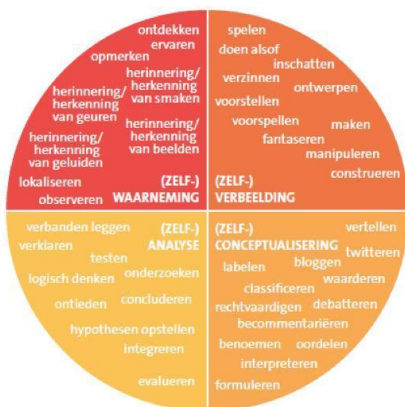 ontdekken
ervaren
opmerken
herinnering/
herkenning
van smaken
herinnering/
herkenning
van geuren
herinnering/
herkenning
van beelden
herinnering/
herkenning
van geluiden
lokaliseren
observeren
(ZELF-)
WAARNEMING
spelen
doen alsof
inschatten
verzinnen
ontwerpen
voorstellen
voorspellen
maken
fantaseren
manipuleren
construeren
(ZELF-)
VERBEELDING
verbanden leggen
(ZELF-)
ANALYSE
verklaren
testen
logisch denken
onderzoeken
ontleden
concluderen
hypothesen opstellen
integreren
evalueren
(ZELF-)
CONCEPTUALISERING
vertellen
twitteren
bloggen
labelen
waarderen
classificeren
rechtvaardigen
debatteren
becommentariëren
benoemen
oordelen
interpreteren
formuleren